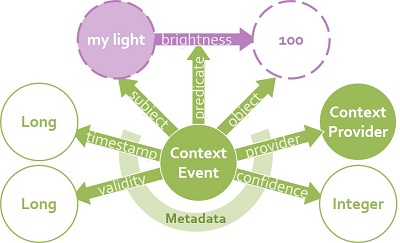 my light
brightness
100
subject
predicate
object
Long
timestamp
Context
Event
provider
Context
Provider
Long
validity
confidence
Integer
Metadata